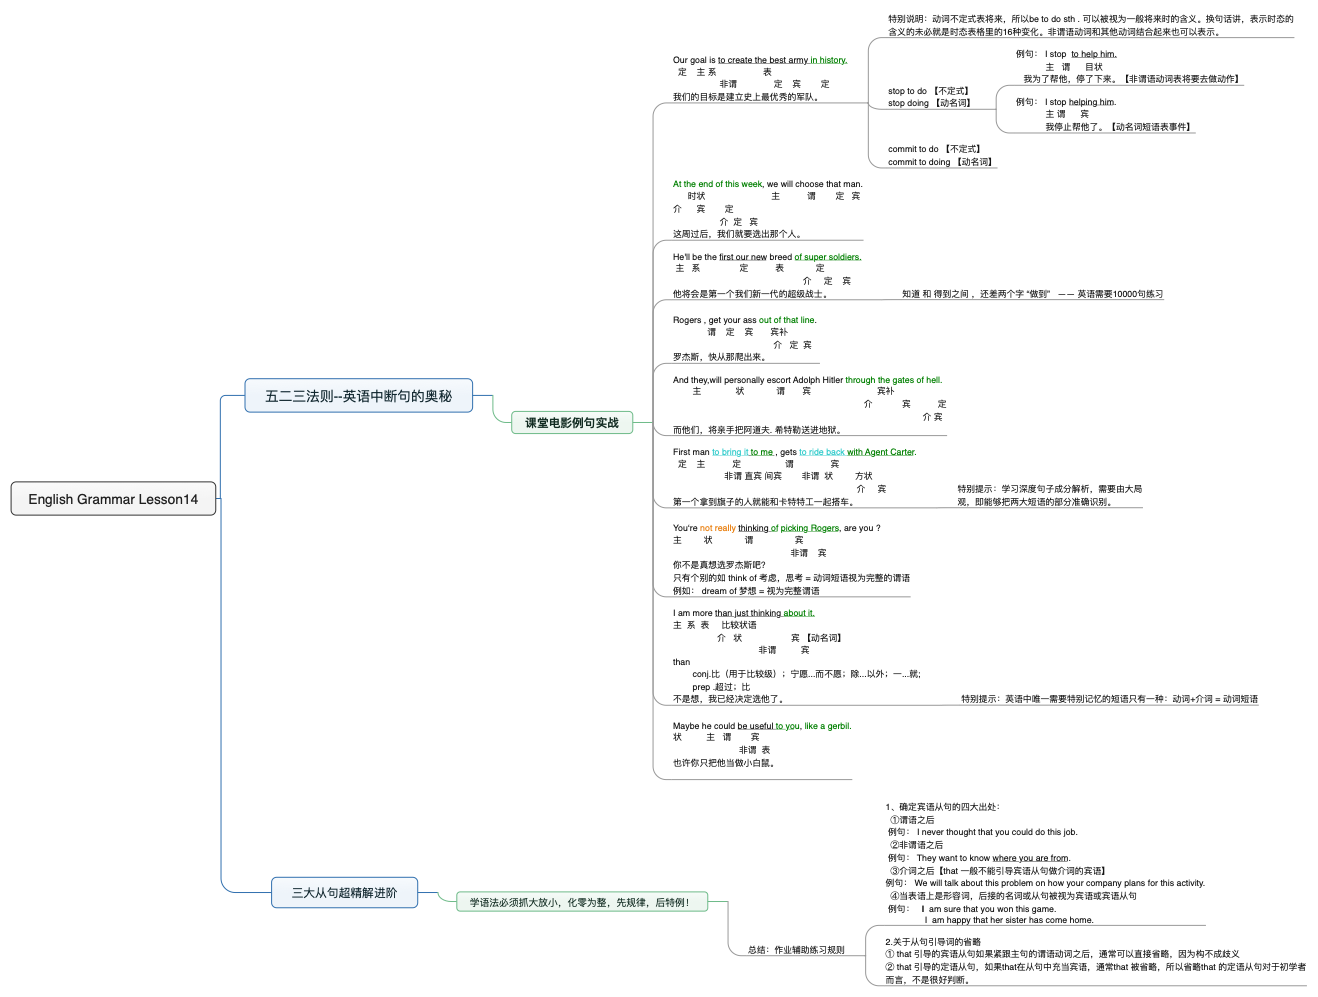 English Grammar Lesson14
五二三法则--英语中断句的奥秘
课堂电影例句实战
Our goal is to create the best army in history.
定 主 系 表
非谓 定 宾 定
我们的目标是建立史上最优秀的军队。
特别说明：动词不定式表将来，所以be to do sth . 可以被视为一般将来时的含义。换句话讲，表示时态的
含义的未必就是时态表格里的16种变化。非谓语动词和其他动词结合起来也可以表示。
stop to do 【不定式】
stop doing 【动名词】
例句： I stop to help him.
主 谓 目状
我为了帮他，停了下来。【非谓语动词表将要去做动作】
例句： I stop helping him.
主 谓 宾
我停止帮他了。【动名词短语表事件】
commit to do 【不定式】
commit to doing 【动名词】
At the end of this week, we will choose that man.
时状 主 谓 定 宾
介 宾 定
介 定 宾
这周过后，我们就要选出那个人。
He'll be the first our new breed of super soldiers.
主 系 定 表 定
介 定 宾
他将会是第一个我们新一代的超级战士。
知道 和 得到之间 ，还差两个字 “做到” —— 英语需要10000句练习
Rogers , get your ass out of that line.
谓 定 宾 宾补
介 定 宾
罗杰斯，快从那爬出来。
And they,will personally escort Adolph Hitler through the gates of hell.
主 状 谓 宾 宾补
介 宾 定
介 宾
而他们，将亲手把阿道夫. 希特勒送进地狱。
First man to bring it to me , gets to ride back with Agent Carter.
定 主 定 谓 宾
非谓 直宾 间宾 非谓 状 方状
介 宾
第一个拿到旗子的人就能和卡特特工一起搭车。
特别提示：学习深度句子成分解析，需要由大局
观，即能够把两大短语的部分准确识别。
You're not really thinking of picking Rogers, are you ?
主 状 谓 宾
非谓 宾
你不是真想选罗杰斯吧?
只有个别的如 think of 考虑，思考 = 动词短语视为完整的谓语
例如： dream of 梦想 = 视为完整谓语
I am more than just thinking about it.
主 系 表 比较状语
介 状 宾 【动名词】
非谓 宾
than
conj.比（用于比较级）；宁愿…而不愿；除…以外；一…就;
prep .超过；比
不是想，我已经决定选他了。
特别提示：英语中唯一需要特别记忆的短语只有一种：动词+介词 = 动词短语
Maybe he could be useful to you, like a gerbil.
状 主 谓 宾
非谓 表
也许你只把他当做小白鼠。
三大从句超精解进阶
学语法必须抓大放小，化零为整，先规律，后特例！
总结：作业辅助练习规则
1、确定宾语从句的四大出处：
①谓语之后
例句： I never thought that you could do this job.
②非谓语之后
例句： They want to know where you are from.
③介词之后【that 一般不能引导宾语从句做介词的宾语】
例句： We will talk about this problem on how your company plans for this activity.
④当表语上是形容词，后接的名词或从句被视为宾语或宾语从句
例句： I am sure that you won this game.
I am happy that her sister has come home.
2.关于从句引导词的省略
① that 引导的宾语从句如果紧跟主句的谓语动词之后，通常可以直接省略，因为构不成歧义
② that 引导的定语从句，如果that在从句中充当宾语，通常that 被省略，所以省略that 的定语从句对于初学者
而言，不是很好判断。